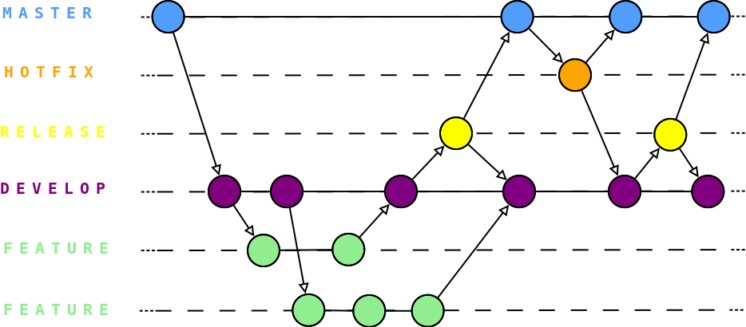 MASTER
HOTFIX
RELEASE
DEVELOP
FEATURE
FEATURE